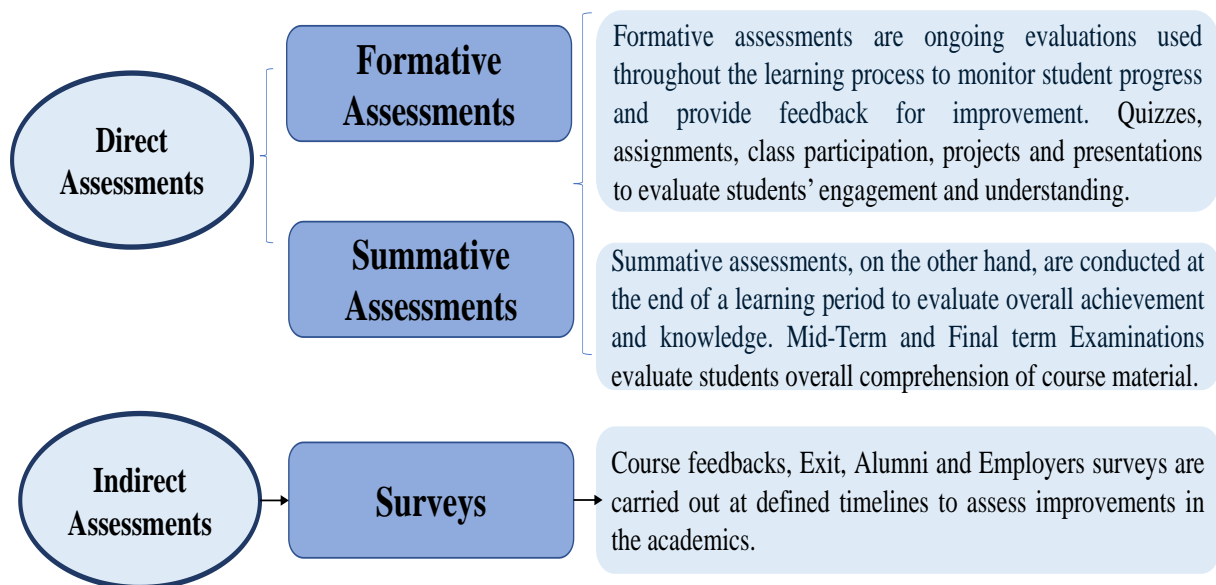 Direct
Assessments
Formative
Assessments
Formative assessments are ongoing evaluations used
throughout the learning process to monitor student progress
and provide feedback for improvement. Quizzes,
assignments, class participation, projects and presentations
to evaluate students’ engagement and understanding.
Summative
Assessments
Summative assessments, on the other hand, are conducted at
the end of a learning period to evaluate overall achievement
and knowledge. Mid-Term and Final term Examinations
evaluate students overall comprehension of course material.
Indirect
Assessments
Surveys
Course feedbacks, Exit, Alumni and Employers surveys are
carried out at defined timelines to assess improvements in
the academics.